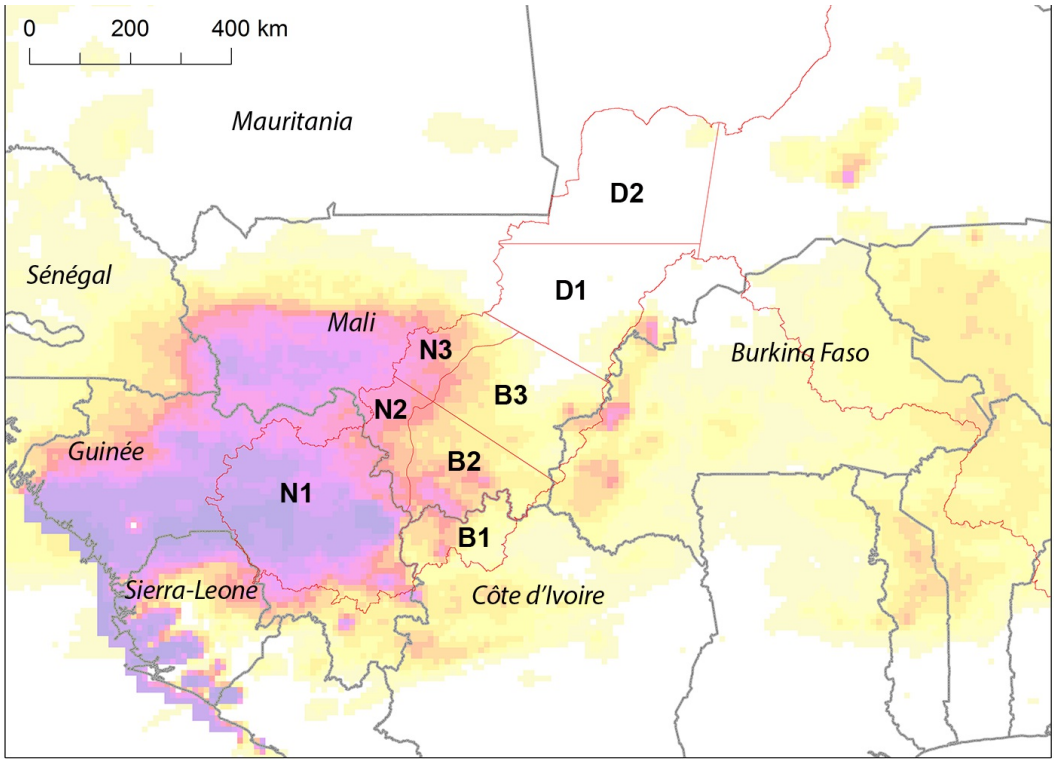 0 200 400 km
Mauritania
D2
Sénégal
D1
Mali
N3
Burkina Faso
B3
N2
Guinée
B2
N1
B1
Sierra-Leone
Côte d'Ivoire